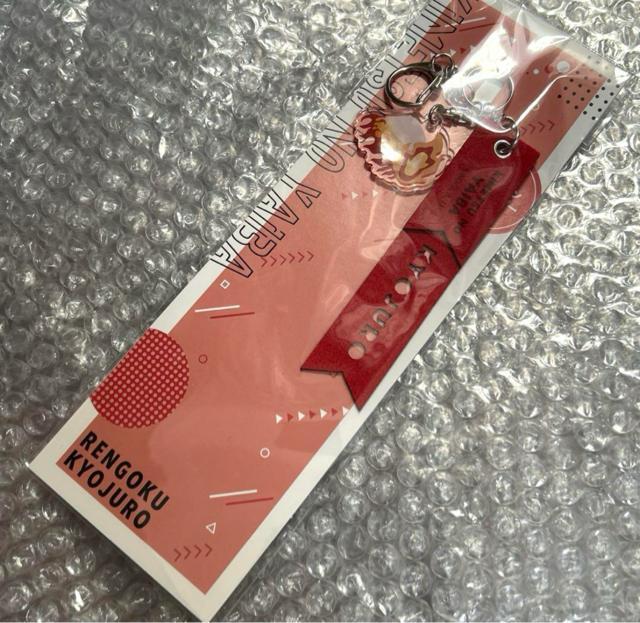 KIMETSU NO YAIBA
KIMETSU NO
YAIBA
KYOJURO
RENGOKU
KYOJURO